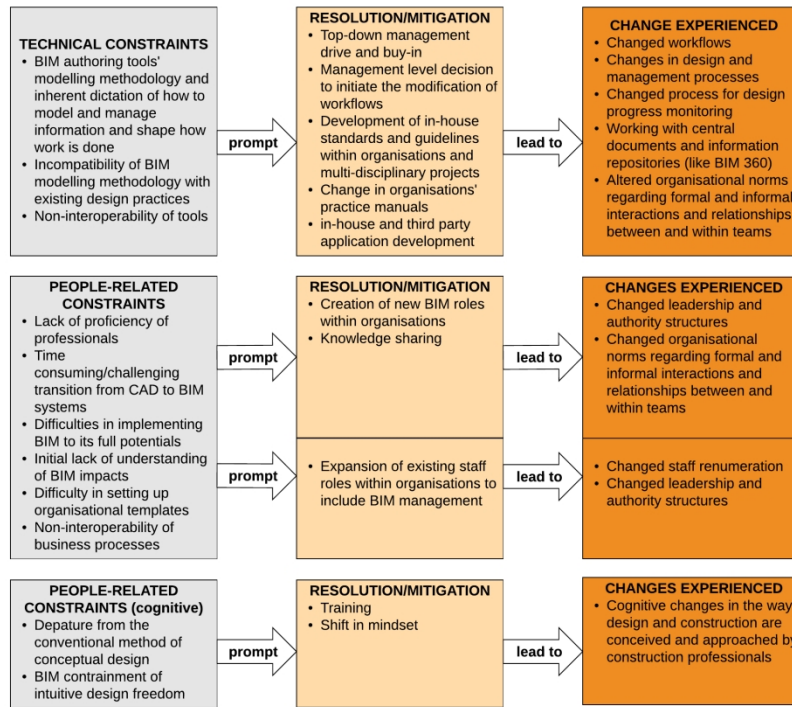 TECHNICAL CONSTRAINTS
• BIM authoring tools'
modelling methodology and
inherent dictation of how to
model and manage
information and shape how
work is done
• Incompatibility of BIM
modelling methodology with
existing design practices
• Non-interoperability of tools
prompt
RESOLUTION/MITIGATION
• Top-down management
drive and buy-in
• Management level decision
to initiate the modification of
workflows
• Development of in-house
standards and guidelines
within organisations and
multi-disciplinary projects
• Change in organisations'
practice manuals
• in-house and third party
application development
lead to
CHANGE EXPERIENCED
• Changed workflows
• Changes in design and
management processes
• Changed process for design
progress monitoring
• Working with central
documents and information
repositories (like BIM 360)
• Altered organisational norms
regarding formal and informal
interactions and relationships
between and within teams
PEOPLE-RELATED
CONSTRAINTS
• Lack of proficiency of
professionals
• Time
consuming/challenging
transition from CAD to BIM
systems
• Difficulties in implementing
BIM to its full potentials
• Initial lack of understanding
of BIM impacts
• Difficulty in setting up
organisational templates
• Non-interoperability of
business processes
prompt
RESOLUTION/MITIGATION
• Creation of new BIM roles
within organisations
• Knowledge sharing
lead to
CHANGES EXPERIENCED
• Changed leadership and
authority structures
• Changed organisational
norms regarding formal and
informal interactions and
relationships between and
within teams
prompt
• Expansion of existing staff
roles within organisations to
include BIM management
lead to
• Changed staff renumeration
• Changed leadership and
authority structures
PEOPLE-RELATED
CONSTRAINTS (cognitive)
• Depature from the
conventional method of
conceptual design
• BIM contrainment of
intuitive design freedom
prompt
RESOLUTION/MITIGATION
• Training
• Shift in mindset
lead to
CHANGES EXPERIENCED
• Cognitive changes in the way
design and construction are
conceived and approached by
construction professionals